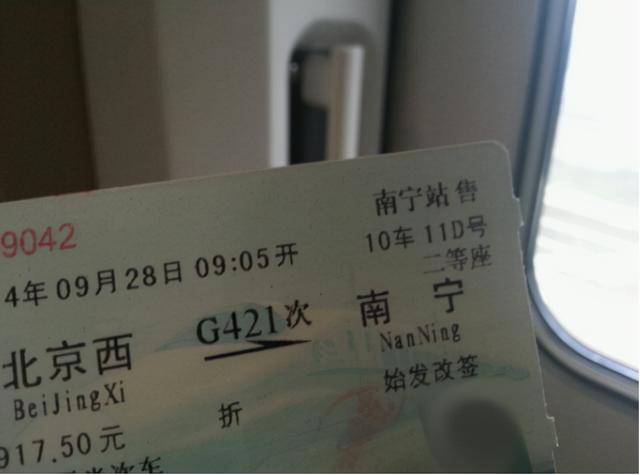 南宁站售
9042
10车 11D号
4年09月28日 09:05开
二等座
北京西
G421次
南宁
BeiJingXi
NanNing
始发改签
917.50元
折